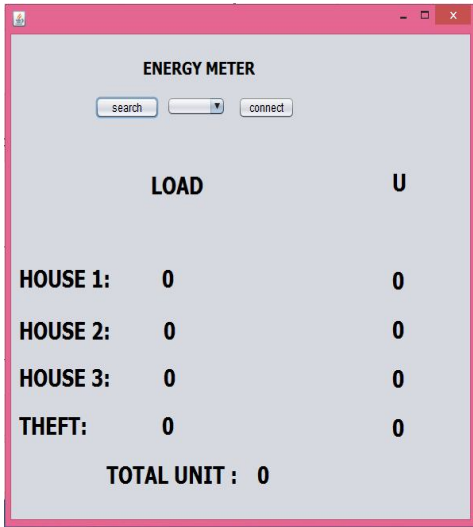 ENERGY METER
search connect
LOAD U
HOUSE 1: 0 0
HOUSE 2: 0 0
HOUSE 3: 0 0
THEFT: 0 0
TOTAL UNIT : 0